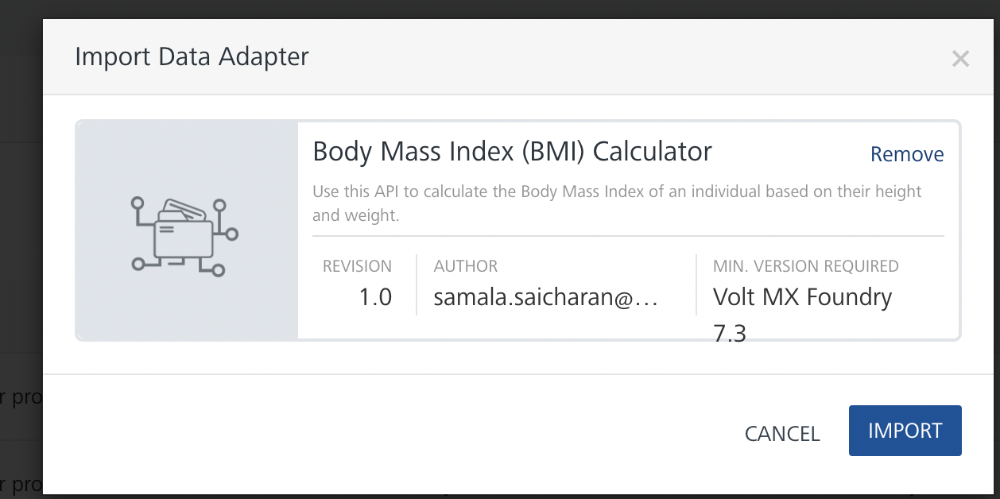 Import Data Adapter
Body Mass Index (BMI) Calculator
Remove
Use this API to calculate the Body Mass Index of an individual based on their height
and weight.
REVISION
1.0
AUTHOR
samala.saicharan@...
MIN. VERSION REQUIRED
Volt MX Foundry
7.3
r pro
CANCEL
IMPORT
r pro